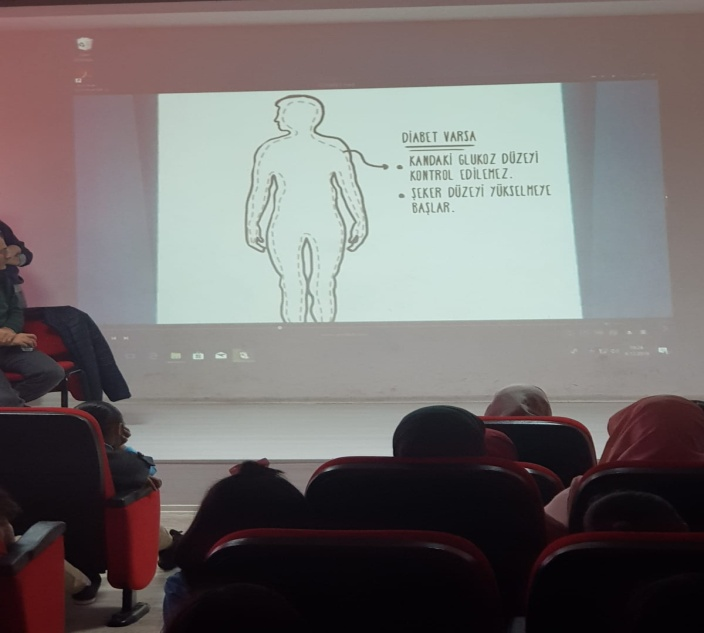 DİABET VARSA
• KANDAKİ GLUKOZ DÜZEYİ
KONTROL EDİLEMEZ.
• ŞEKER DÜZEYİ YÜKSELMEYE
BAŞLAR.